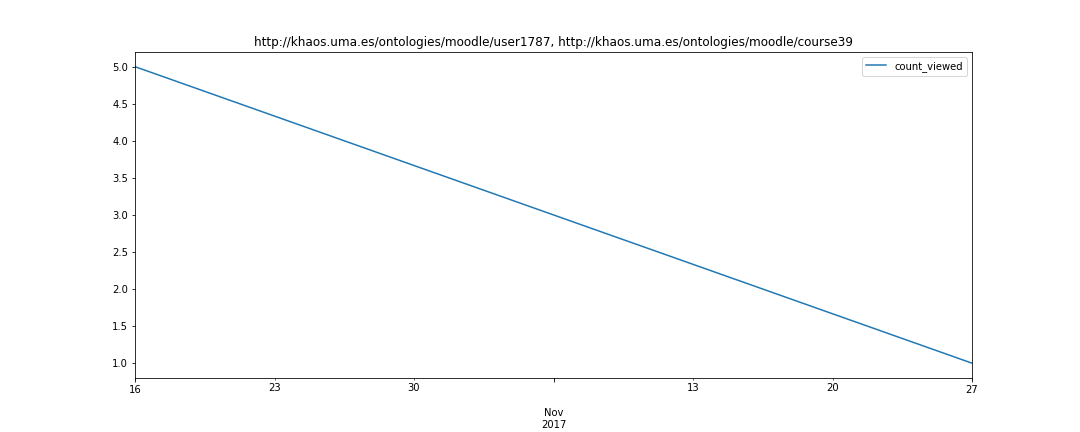 http://khaos.uma.es/ontologies/moodle/user1787, http://khaos.uma.es/ontologies/moodle/course39
count_viewed
5.0
4.5
4.0
3.5
3.0
2.5
2.0
1.5
1.0
16 23 30 13 20 27
Nov
2017